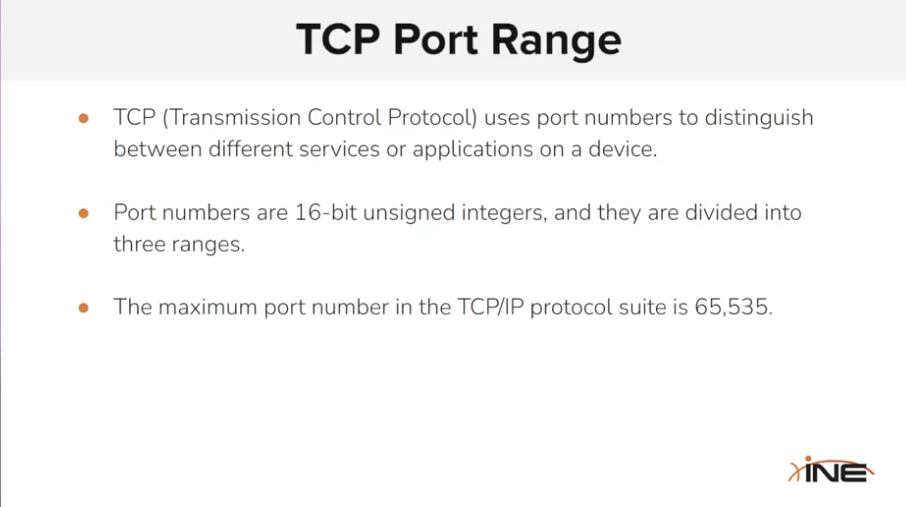 TCP Port Range
● TCP (Transmission Control Protocol) uses port numbers to distinguish
between different services or applications on a device.
● Port numbers are 16-bit unsigned integers, and they are divided into
three ranges.
● The maximum port number in the TCP/IP protocol suite is 65,535.
iNE